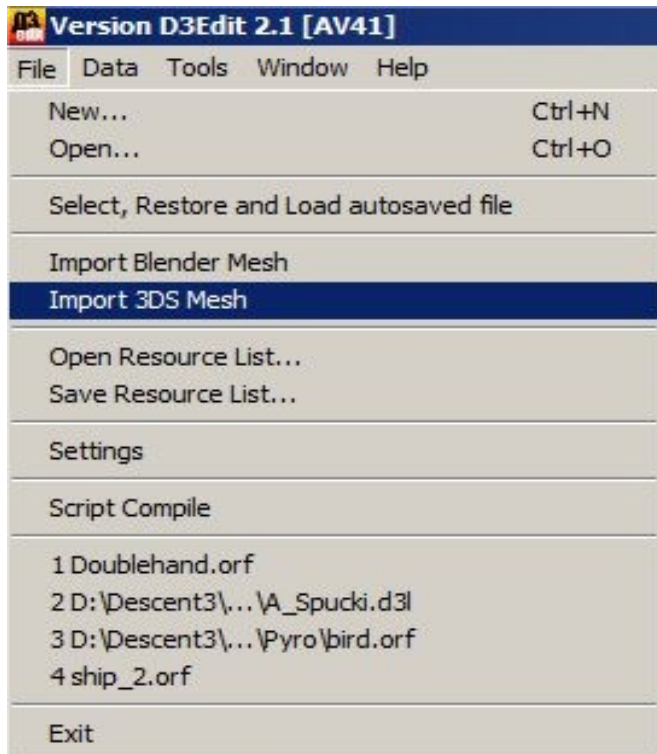 D3 edit Version D3Edit 2.1 [AV41]
File Data Tools Window Help
New... Ctrl+N
Open... Ctrl+O
Select, Restore and Load autosaved file
Import Blender Mesh
Import 3DS Mesh
Open Resource List...
Save Resource List...
Settings
Script Compile
1 Doublehand.orf
2 D:\Descent3\...\A_Spucki.d3l
3 D:\Descent3\...\Pyro\bird.orf
4 ship_2.orf
Exit